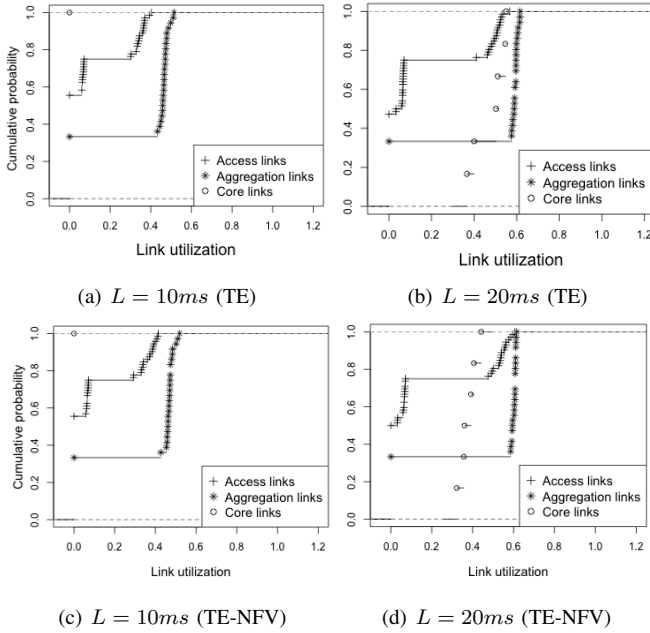 Cumulative probability
0.0 0.2 0.4 0.6 0.8 1.0
0.0 0.2 0.4 0.6 0.8 1.0 1.2
Link utilization
Access links
Aggregation links
Core links
(a) L = 10ms (TE)
0.0 0.2 0.4 0.6 0.8 1.0
0.0 0.2 0.4 0.6 0.8 1.0 1.2
Link utilization
Access links
Aggregation links
Core links
(b) L = 20ms (TE)
Cumulative probability
0.0 0.2 0.4 0.6 0.8 1.0
0.0 0.2 0.4 0.6 0.8 1.0 1.2
Link utilization
Access links
Aggregation links
Core links
(c) L = 10ms (TE-NFV)
0.0 0.2 0.4 0.6 0.8 1.0
0.0 0.2 0.4 0.6 0.8 1.0 1.2
Link utilization
Access links
Aggregation links
Core links
(d) L = 20ms (TE-NFV)